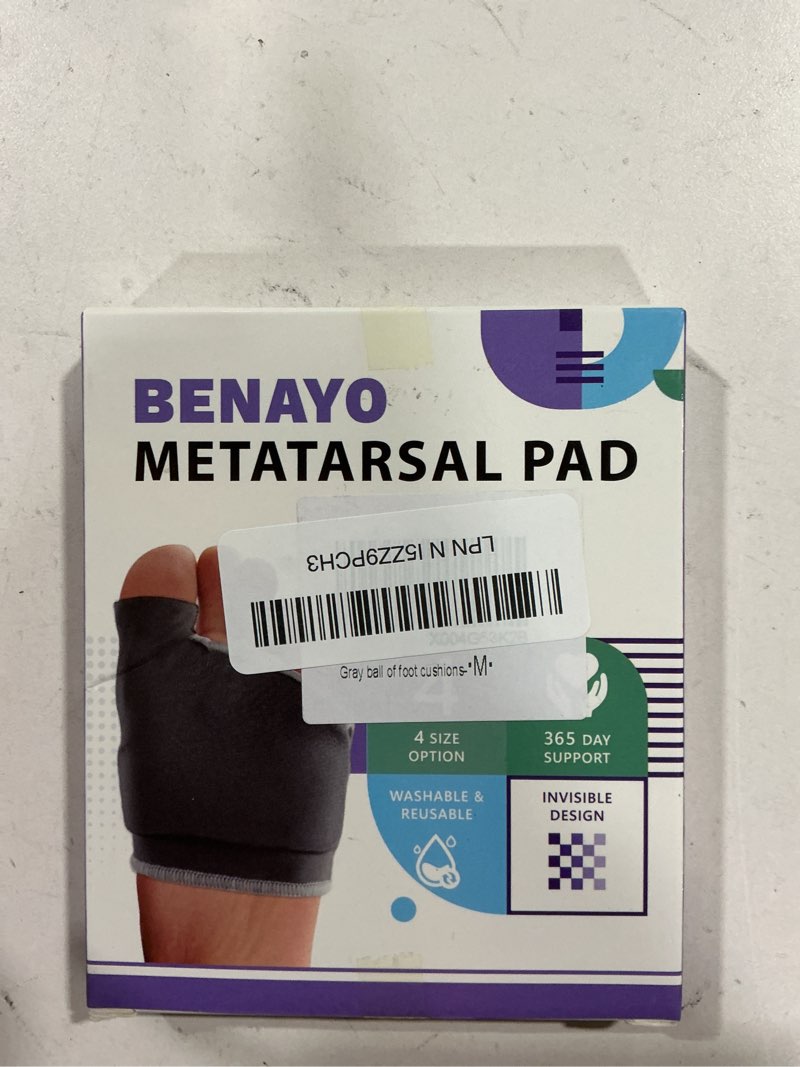 BENAYO
METATARSAL PAD
LPN N I5ZZ9PCH3
Gray ball of foot cushions-*M*
4 SIZE
OPTION
365 DAY
SUPPORT
WASHABLE &
REUSABLE
INVISIBLE
DESIGN